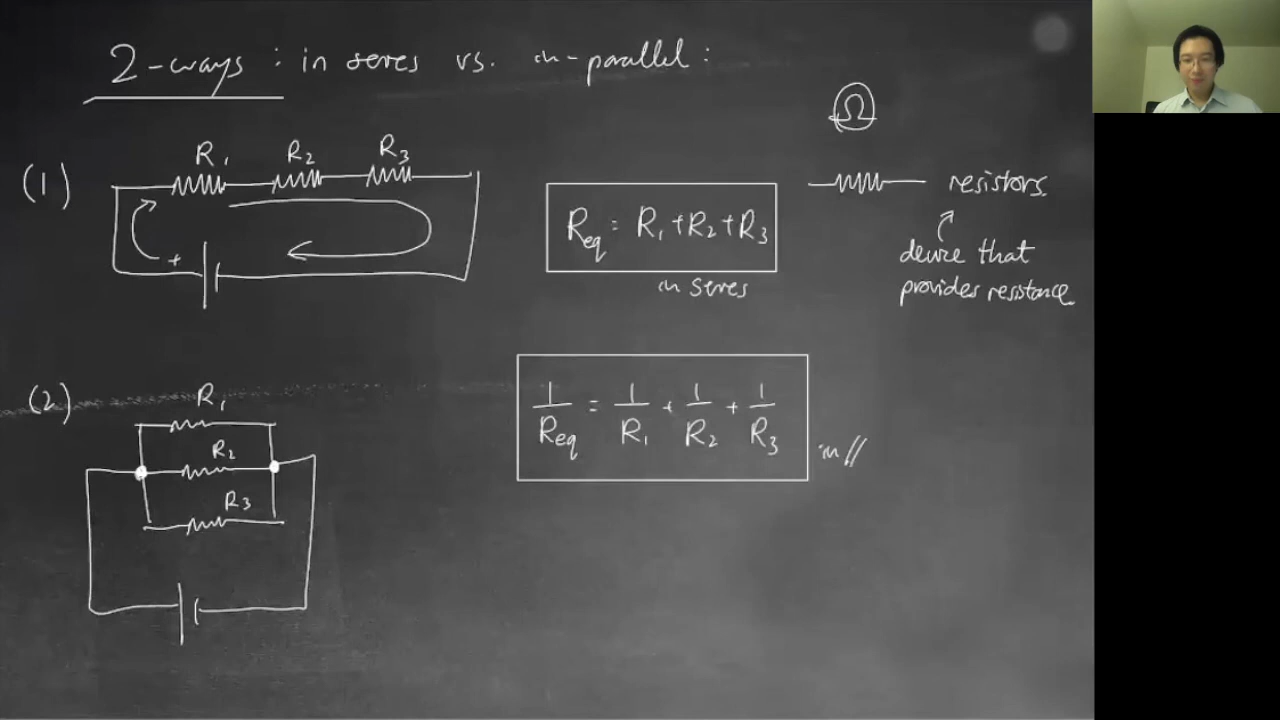 2-ways : in series vs. in-parallel :
Ω
(1)
R₁ R₂ R₃
+
Req = R₁ + R₂ + R₃
in series
resistors
device that
provides resistance
(2)
R₁
R₂
R₃
1/Req = 1/R₁ + 1/R₂ + 1/R₃
in //